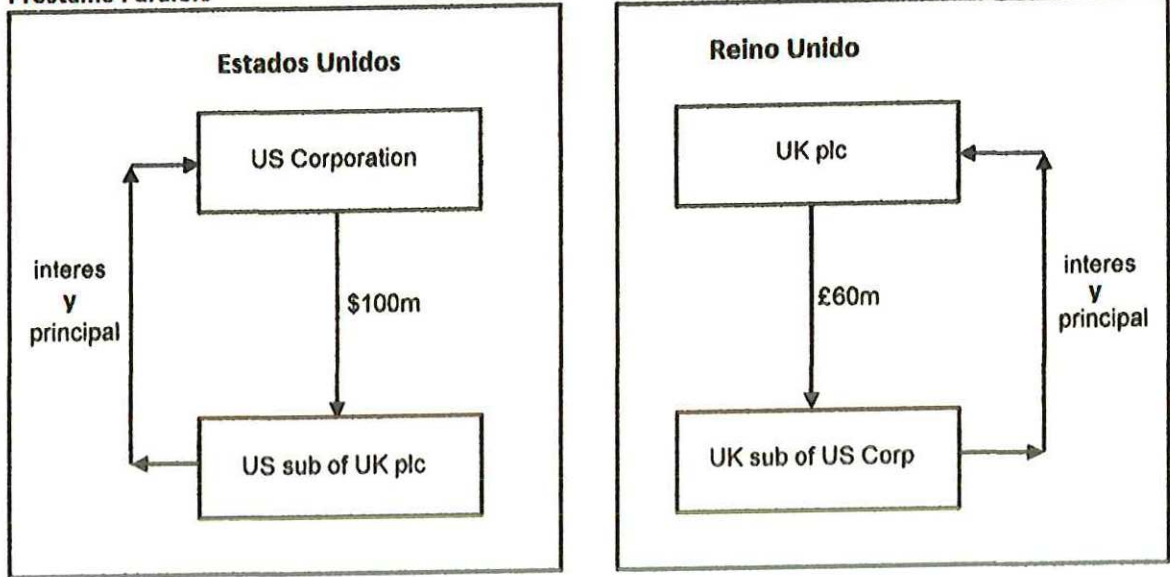 Estados Unidos
US Corporation
interes
y
principal
$100m
US sub of UK plc
Reino Unido
UK plc
£60m
interes
y
principal
UK sub of US Corp